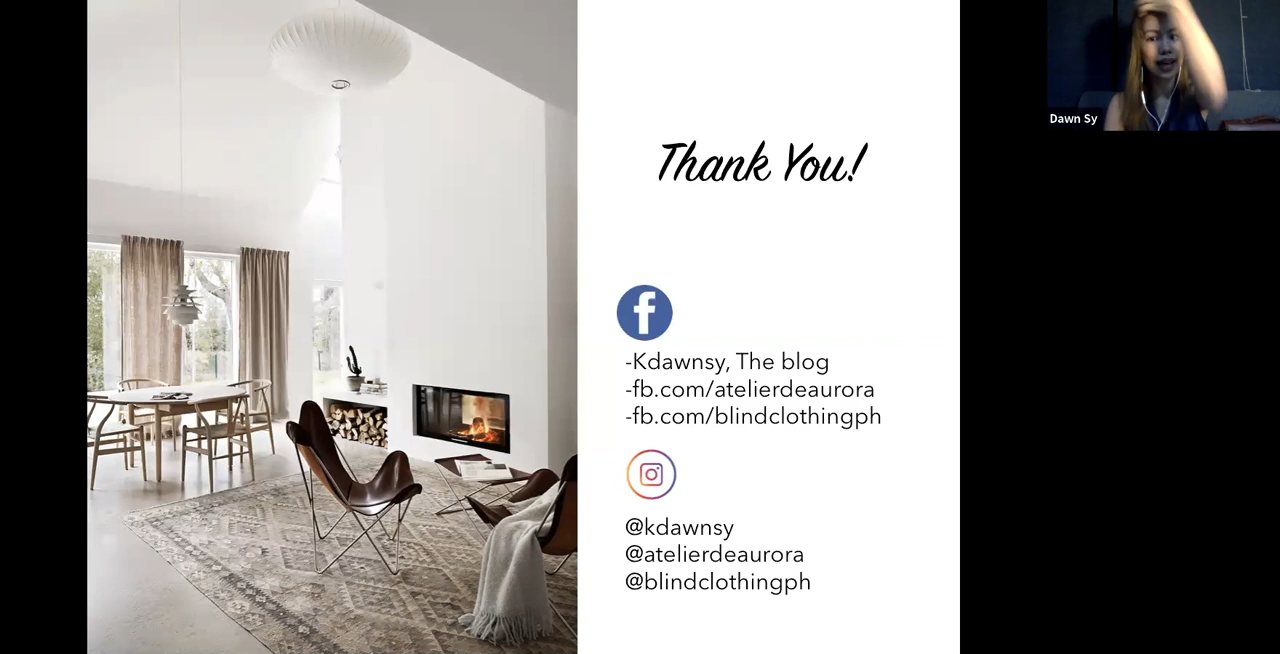 Thank You!
-Kdawnsy, The blog
-fb.com/atelierdeaurora
-fb.com/blindclothingph
@kdawnsy
@atelierdeaurora
@blindclothingph
Dawn Sy